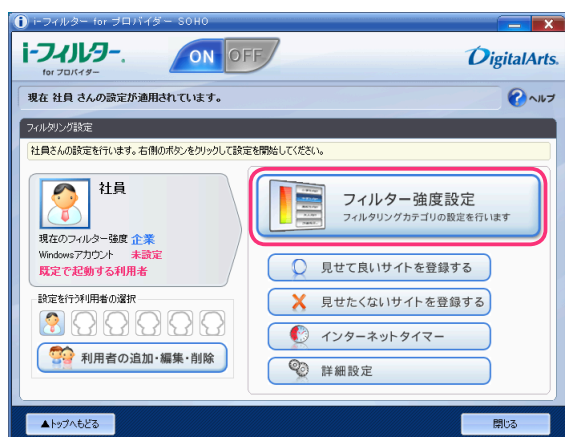 i-フィルター for プロバイダー SOHO
i-フィルター.
for プロバイダー
ON OFF
DigitalArts.
現在 社員 さんの設定が適用されています。
ヘルプ
フィルタリング設定
社員さんの設定を行います。右側のボタンをクリックして設定を開始してください。
社員
現在のフィルター強度 企業
Windowsアカウント 未設定
既定で起動する利用者
設定を行う利用者の選択
利用者の追加・編集・削除
フィルター強度設定
フィルタリングカテゴリの設定を行います
見せて良いサイトを登録する
見せたくないサイトを登録する
インターネットタイマー
詳細設定
▲トップへもどる
閉じる